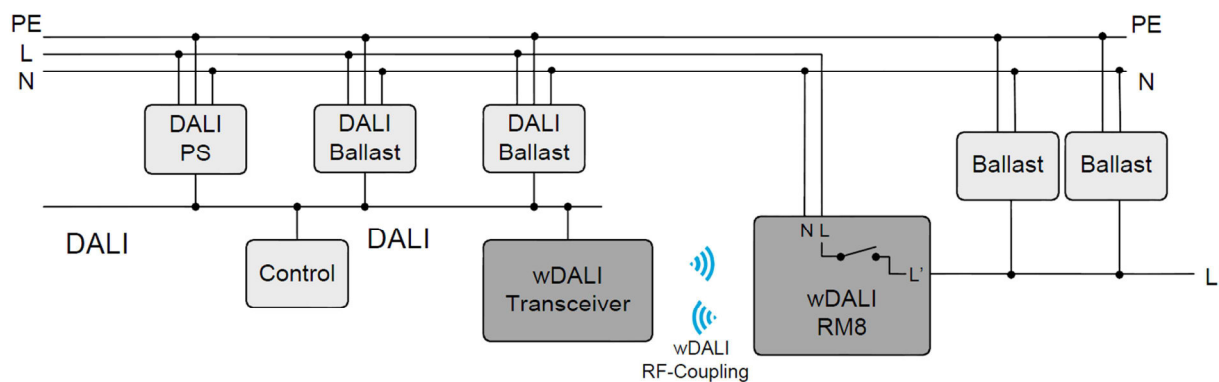 PE
PE
L
N
N
DALI
PS
DALI
Ballast
DALI
Ballast
Ballast
Ballast
DALI
DALI
Control
wDALI
Transceiver
wDALI
RF-Coupling
N L
L'
wDALI
RM8
L